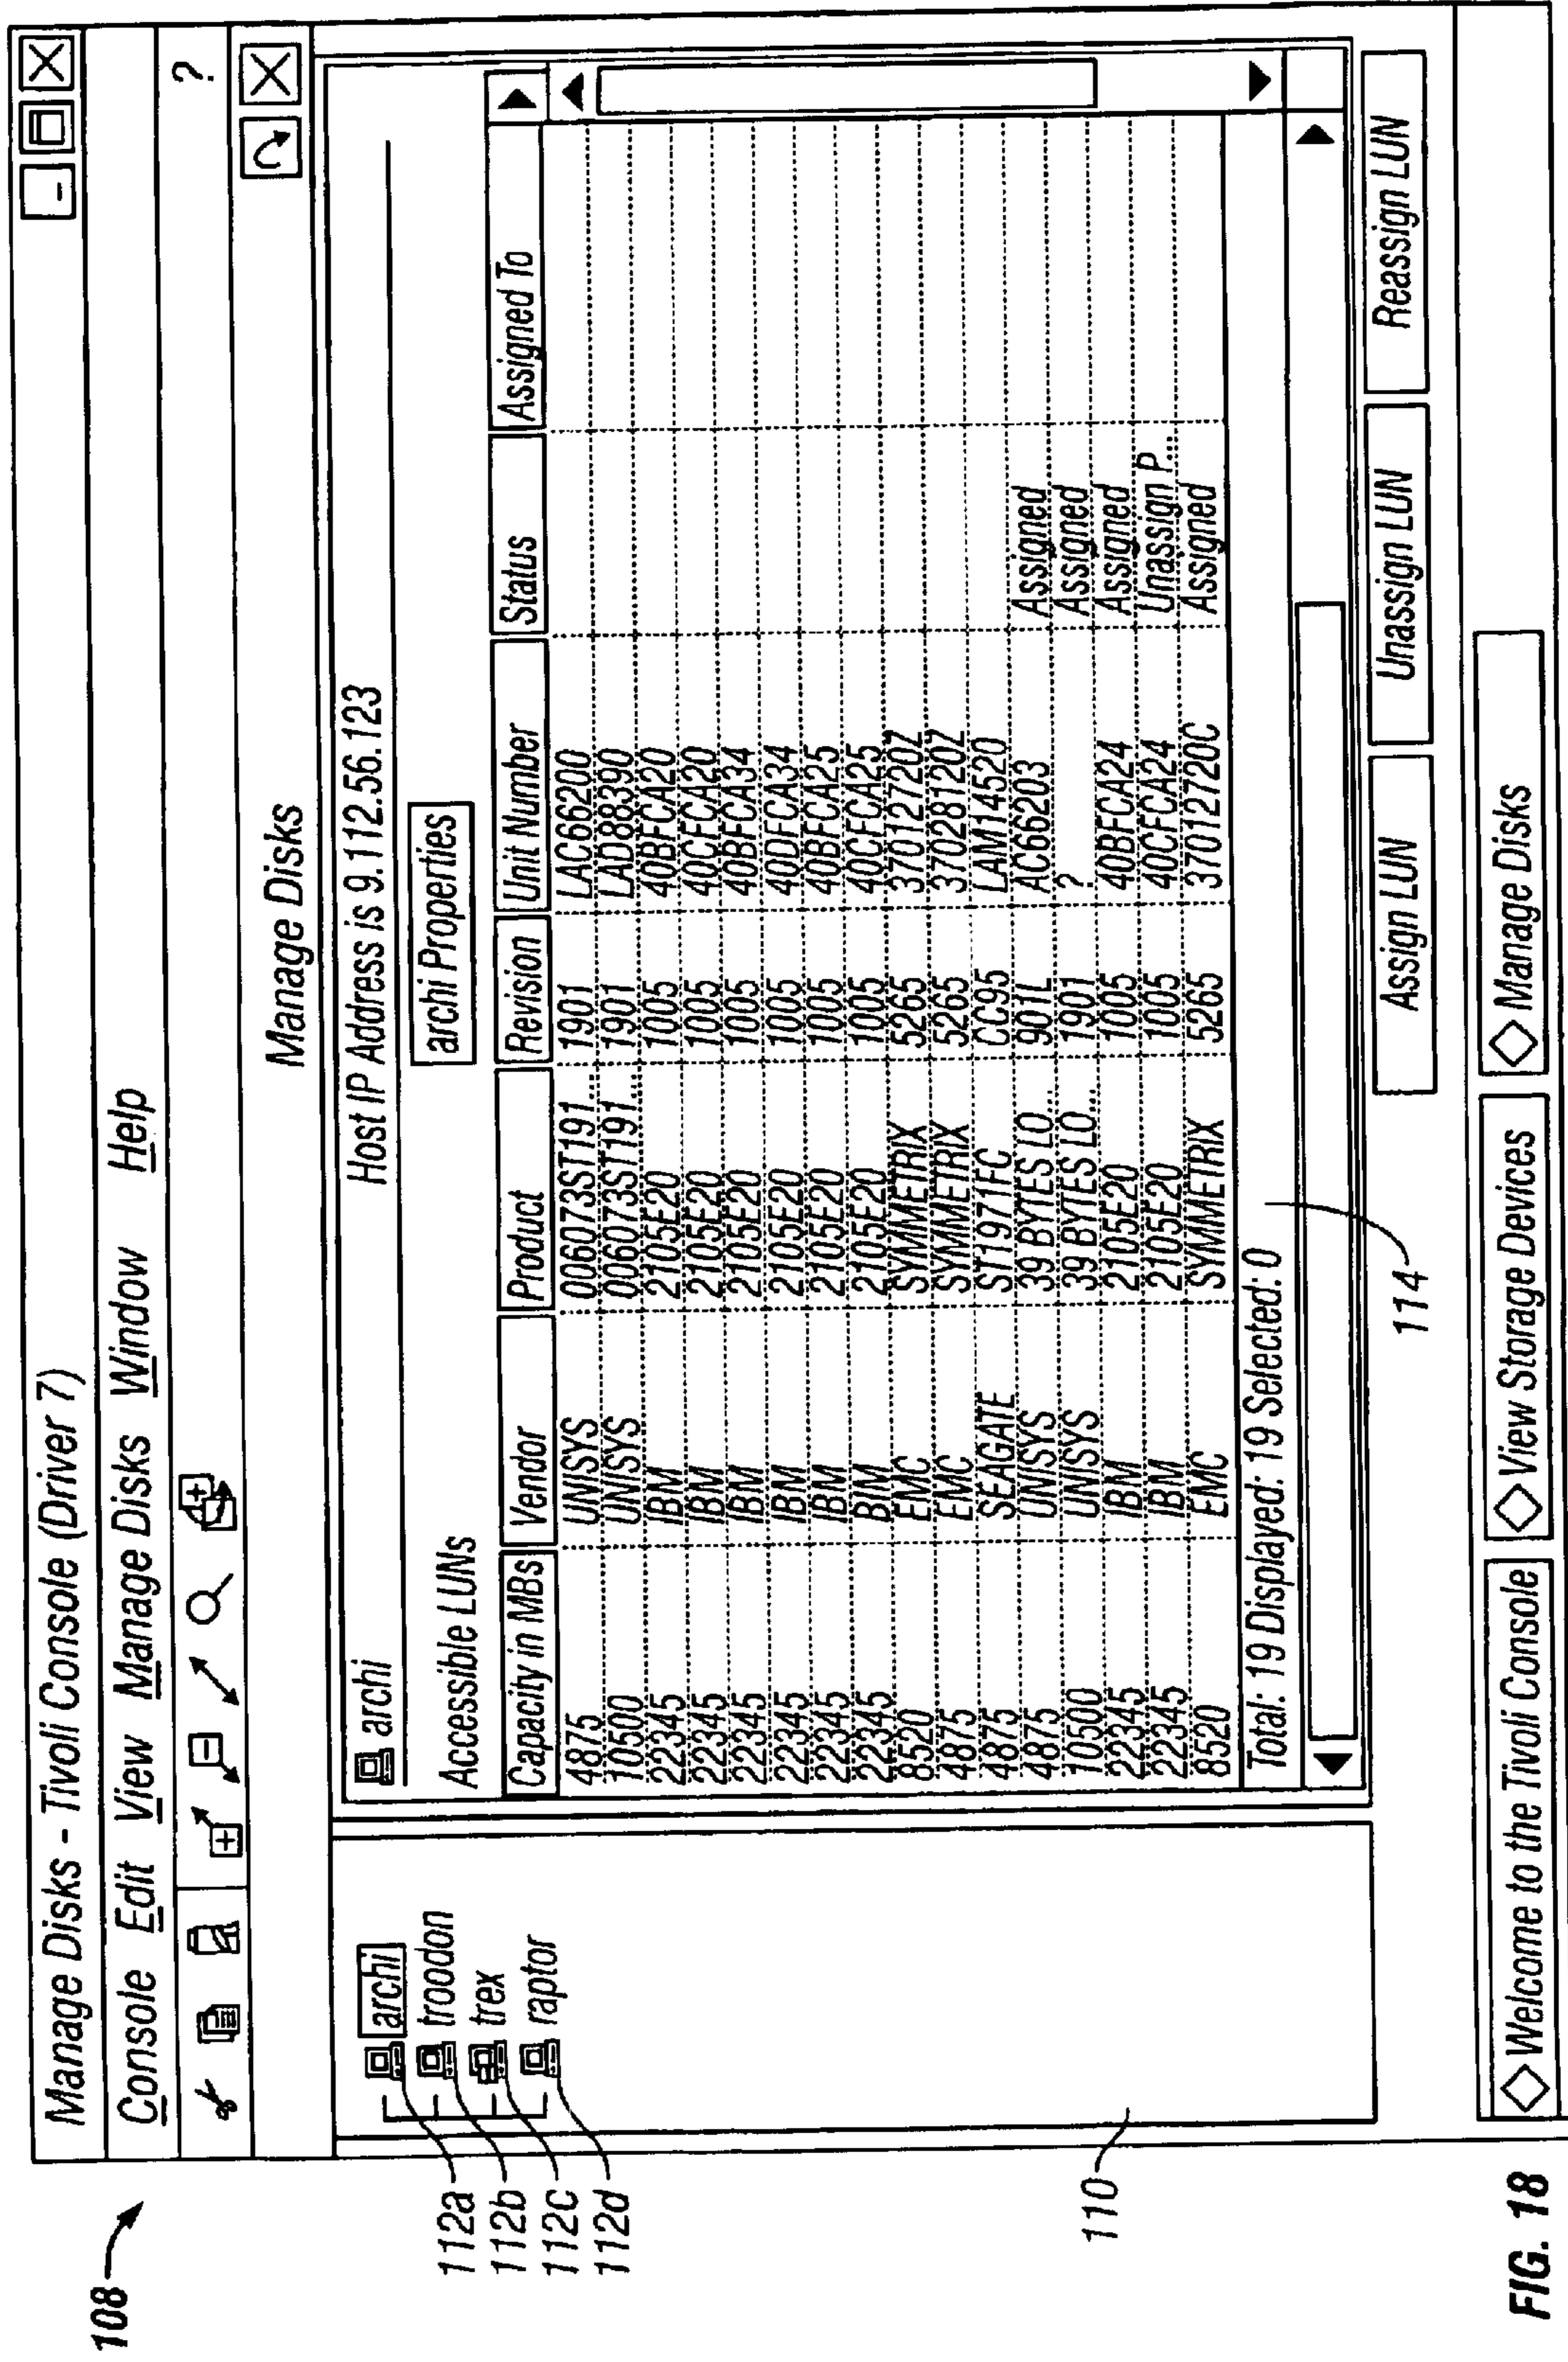 108
Manage Disks - Tivoli Console (Driver 7)
Console Edit View Manage Disks Window Help
?
Manage Disks
archi
troodon
trex
raptor
112a
112b
112c
112d
110
archi Host IP Address is 9.112.56.123
archi Properties
Accessible LUNs
Capacity in MBs Vendor Product Revision Unit Number Status Assigned To
4875 UNISYS 006073ST191... 1901 LAC66200
10500 UNISYS 006073ST191... 1901 LAD88390
22345 IBM 2105E20 1005 40BFCA20
22345 IBM 2105E20 1005 40CFCA20
22345 IBM 2105E20 1005 40BFCA34
22345 IBM 2105E20 1005 40DFCA34
22345 IBM 2105E20 1005 40BFCA25
22345 IBM 2105E20 1005 40CFCA25
8520 EMC SYMMETRIX 5265 37012720Z
4875 EMC SYMMETRIX 5265 37028120Z
4875 SEAGATE ST1971FC CC95 LAM14520
4875 UNISYS 39 BYTES LO... 901L AC66203 Assigned
10500 UNISYS 39 BYTES LO... 1901 ? Assigned
22345 IBM 2105E20 1005 40BFCA24 Assigned
22345 IBM 2105E20 1005 40CFCA24 Unassign P...
8520 EMC SYMMETRIX 5265 37012720C Assigned
Total: 19 Displayed: 19 Selected: 0
114
Assign LUN Unassign LUN Reassign LUN
Welcome to the Tivoli Console View Storage Devices Manage Disks
FIG. 18